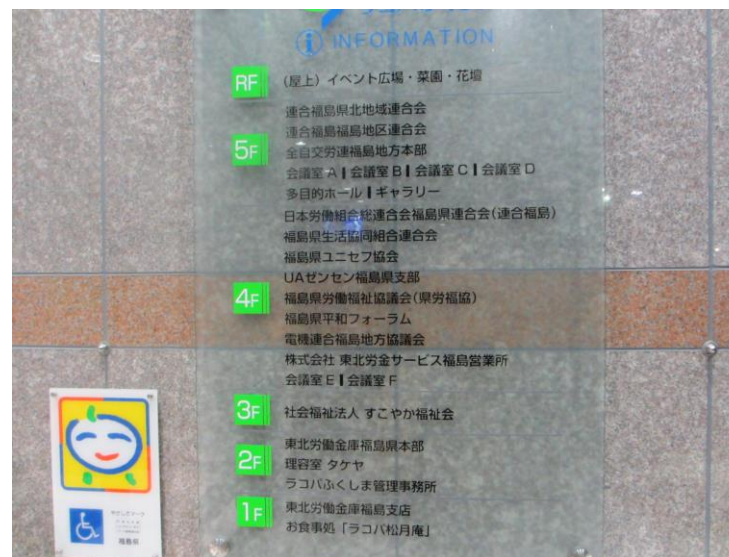 INFORMATION
RF (屋上) イベント広場・菜園・花壇
連合福島県北地域連合会
連合福島福島地区連合会
5F 全自交労連福島地方本部
会議室 A┃会議室 B┃会議室 C┃会議室 D
多目的ホール┃ギャラリー
日本労働組合総連合会福島県連合会(連合福島)
福島県生活協同組合連合会
福島県ユニセフ協会
UAゼンセン福島県支部
4F 福島県労働福祉協議会(県労福協)
福島県平和フォーラム
電機連合福島地方協議会
株式会社 東北労金サービス福島営業所
会議室 E┃会議室 F
3F 社会福祉法人 すこやか福祉会
東北労働金庫福島県本部
2F 理容室 タケヤ
ラコパふくしま管理事務所
1F 東北労働金庫福島支店
お食事処「ラコパ松月庵」
やさしさマーク
福島県